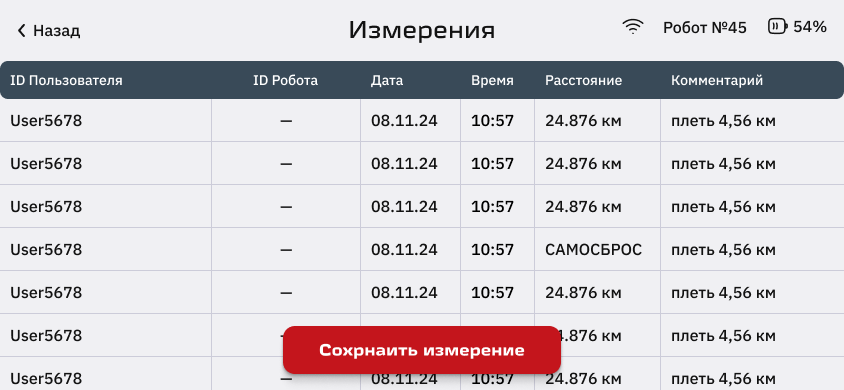 Назад Измерения Робот №45 54%
ID Пользователя ID Робота Дата Время Расстояние Комментарий
User5678 — 08.11.24 10:57 24.876 км плеть 4,56 км
User5678 — 08.11.24 10:57 24.876 км плеть 4,56 км
User5678 — 08.11.24 10:57 24.876 км плеть 4,56 км
User5678 — 08.11.24 10:57 САМОСБРОС плеть 4,56 км
User5678 — 08.11.24 10:57 24.876 км плеть 4,56 км
User5678 .876 км плеть 4,56 км
Сохрнаить измерение
User5678 — 08.11.24 10:57 24.876 км плеть 4,56 км